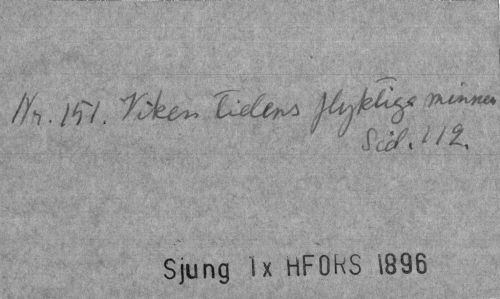 Nr. 151. Viken tidens flyktiga minnen
Sid. 112.
Sjung 1x HFORS 1896